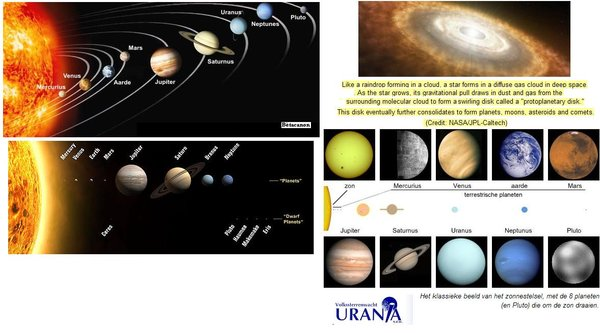 Mercurius
Venus
Aarde
Mars
Jupiter
Saturnus
Uranus
Neptunes
Pluto
Betacanon
Mercury
Venus
Earth
Mars
Jupiter
Saturn
Uranus
Neptune
"Planets"
"Dwarf
Planets"
Ceres
Pluto
Haumea
Makemake
Eris
Like a raindrop forming in a cloud, a star forms in a diffuse gas cloud in deep space
As the star grows, its gravitational pull draws in dust and gas from the
surrounding molecular cloud to form a swirling disk called a "protoplanetary disk."
This disk eventually further consolidates to form planets, moons, asteroids and comets.
(Credit: NASA/JPL-Caltech)
zon
Mercurius
Venus
aarde
Mars
terrestrische planeten
Jupiter
Saturnus
Uranus
Neptunus
Pluto
Het klassieke beeld van het zonnestelsel, met de 8 planeten
(en Pluto) die om de zon draaien.
Volkssterrenwacht
URANIA
v.z.w.